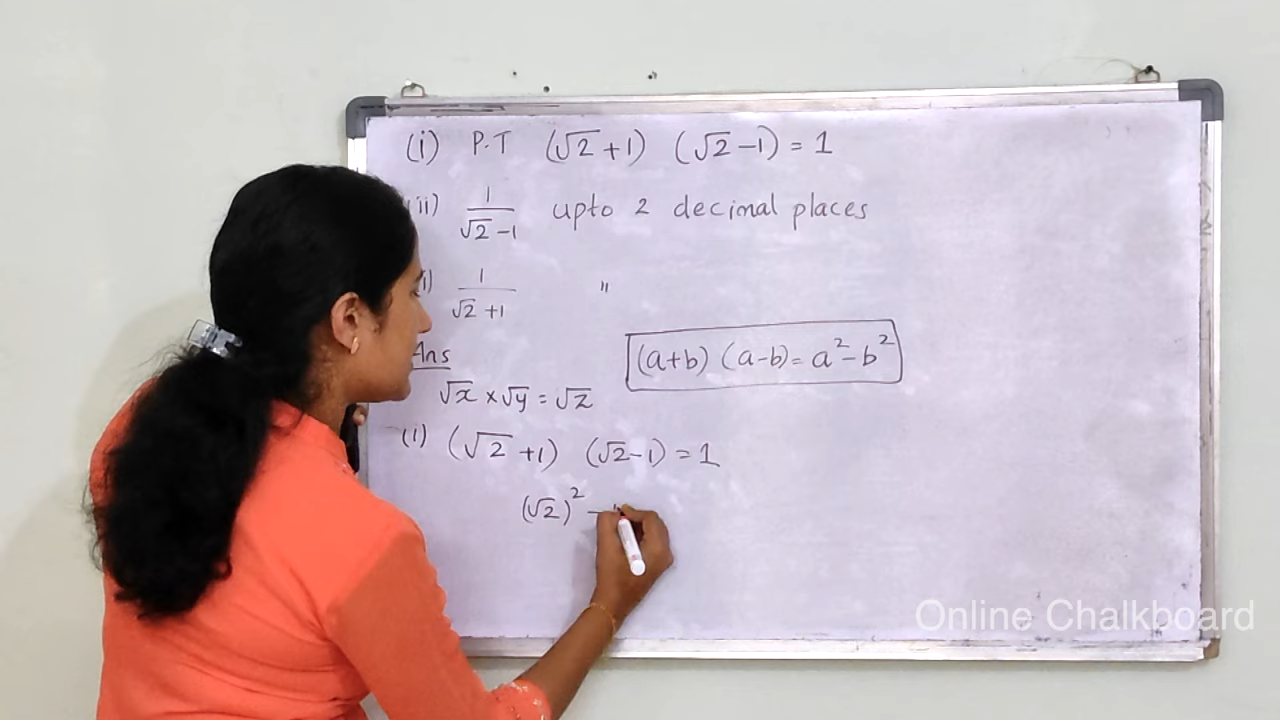 (i) P.T (√2+1) (√2-1) = 1
ii) 1/(√2-1) upto 2 decimal places
i) 1/(√2+1) "
Ans
(a+b) (a-b)= a²-b²
√x × √y = √z
(1) (√2+1) (√2-1) = 1
(√2)² -
Online Chalkboard